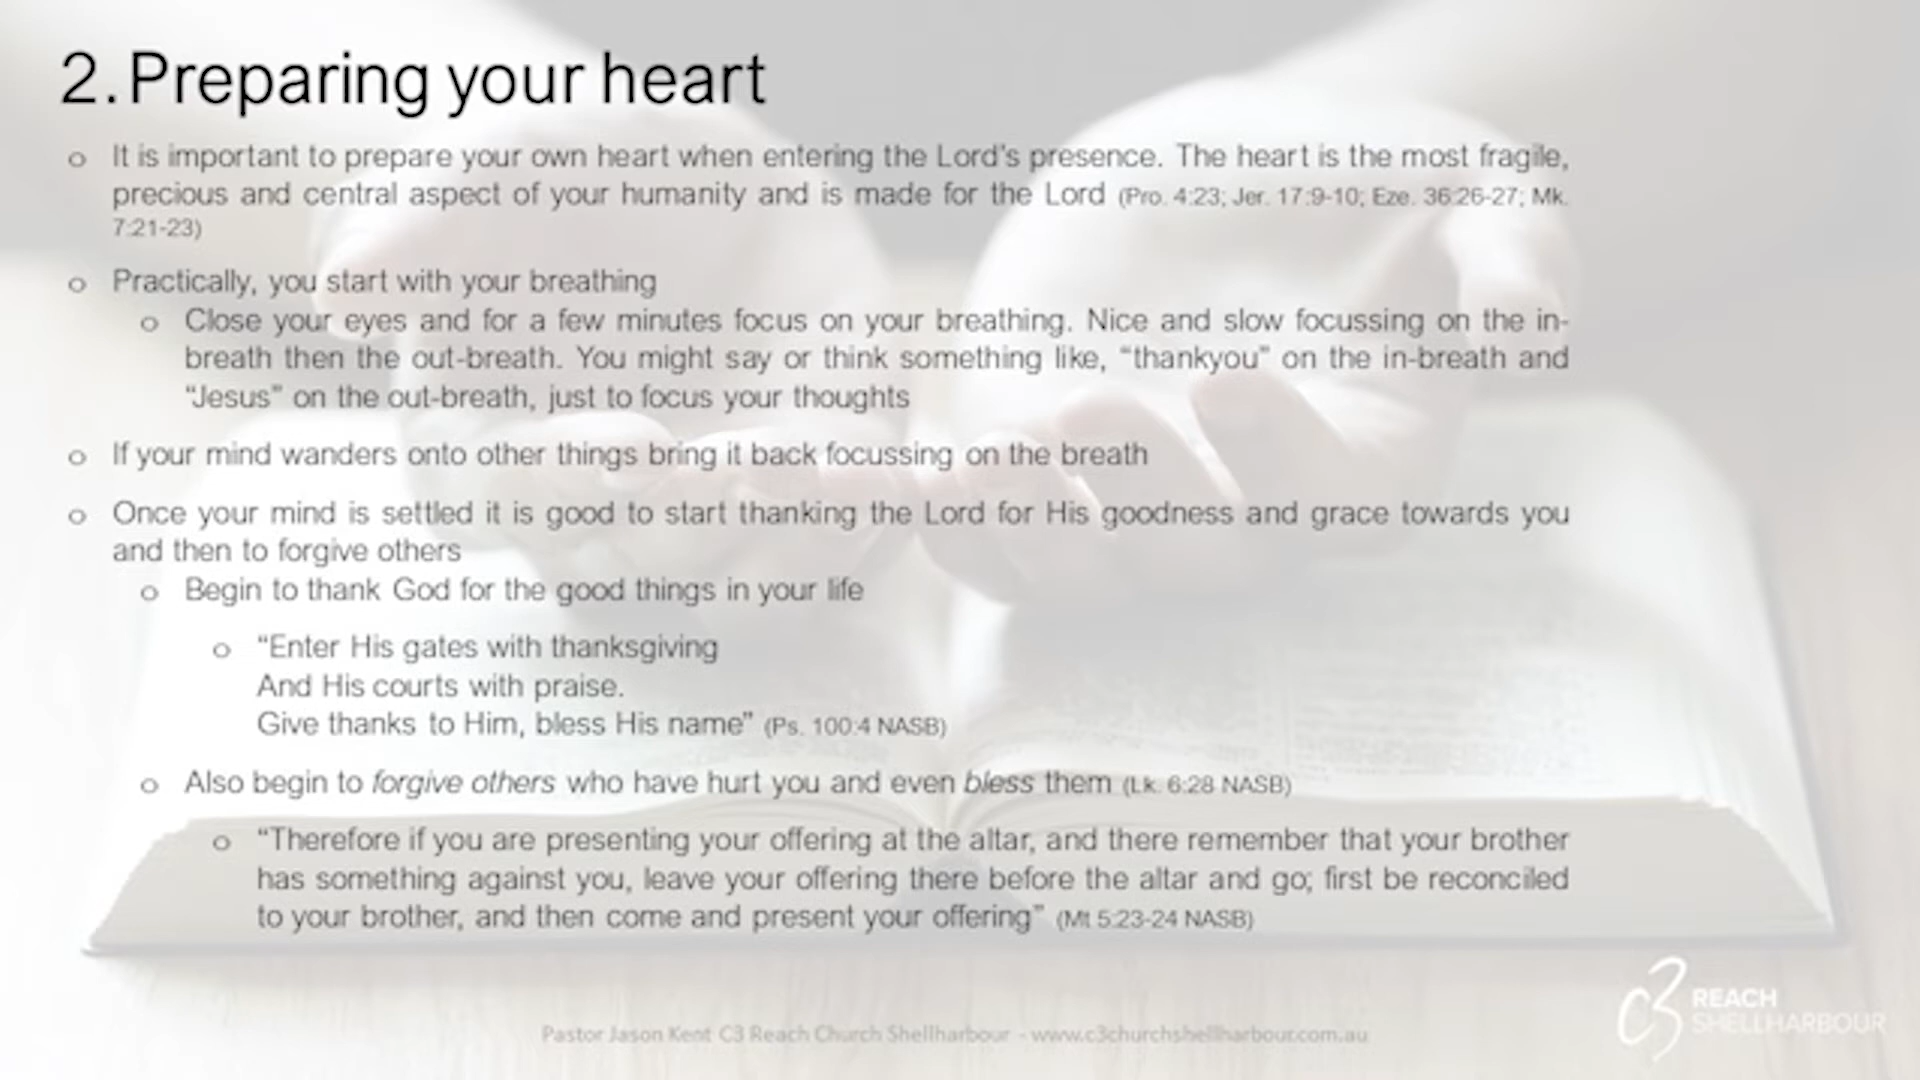 2. Preparing your heart
o It is important to prepare your own heart when entering the Lord's presence. The heart is the most fragile,
precious and central aspect of your humanity and is made for the Lord (Pro. 4:23; Jer. 17:9-10; Eze. 36:26-27; Mk.
7:21-23)
o Practically, you start with your breathing
o Close your eyes and for a few minutes focus on your breathing. Nice and slow focussing on the in-
breath then the out-breath. You might say or think something like, “thankyou” on the in-breath and
“Jesus” on the out-breath, just to focus your thoughts
o If your mind wanders onto other things bring it back focussing on the breath
o Once your mind is settled it is good to start thanking the Lord for His goodness and grace towards you
and then to forgive others
o Begin to thank God for the good things in your life
o “Enter His gates with thanksgiving
And His courts with praise.
Give thanks to Him, bless His name” (Ps. 100:4 NASB)
o Also begin to forgive others who have hurt you and even bless them (Lk. 6:28 NASB)
o “Therefore if you are presenting your offering at the altar, and there remember that your brother
has something against you, leave your offering there before the altar and go; first be reconciled
to your brother, and then come and present your offering” (Mt 5:23-24 NASB)
C3 REACH
SHELLHARBOUR
Pastor Jason Kent C3 Reach Church Shellharbour - www.c3churchshellharbour.com.au